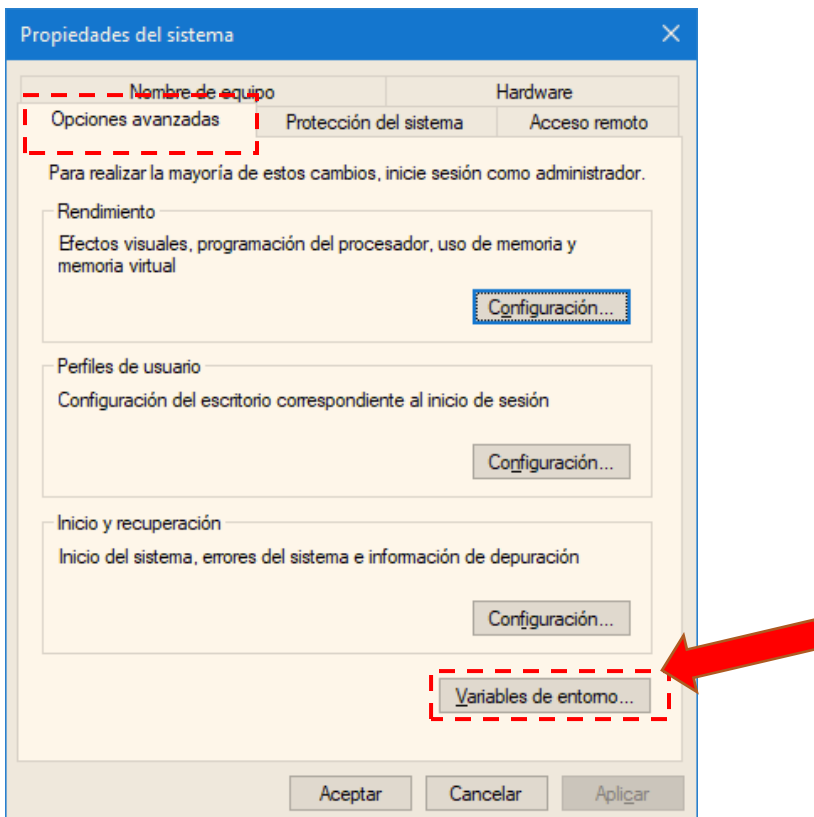 Propiedades del sistema
Nombre de equipo
Hardware
Opciones avanzadas
Protección del sistema
Acceso remoto
Para realizar la mayoría de estos cambios, inicie sesión como administrador.
Rendimiento
Efectos visuales, programación del procesador, uso de memoria y
memoria virtual
Configuración...
Perfiles de usuario
Configuración del escritorio correspondiente al inicio de sesión
Configuración...
Inicio y recuperación
Inicio del sistema, errores del sistema e información de depuración
Configuración...
Variables de entorno...
Aceptar
Cancelar
Aplicar